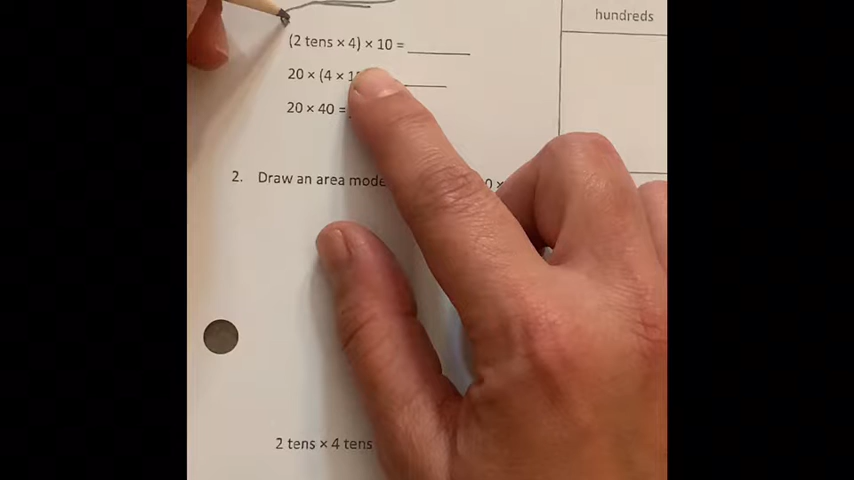 hundreds
(2 tens × 4) × 10 =
20 × (4 × 1
20 × 40 =
2. Draw an area mode 0 ×
2 tens × 4 tens